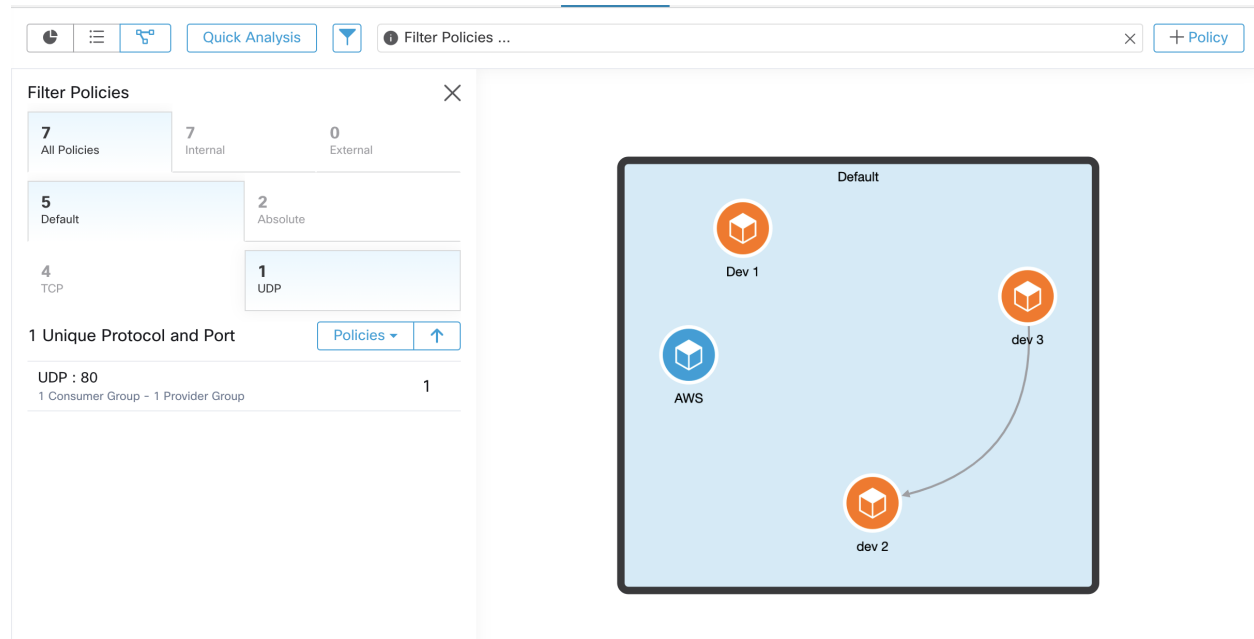 Quick Analysis
Filter Policies ...
+ Policy
Filter Policies
7
All Policies
7
Internal
0
External
5
Default
2
Absolute
4
TCP
1
UDP
1 Unique Protocol and Port
Policies
UDP : 80
1 Consumer Group - 1 Provider Group
1
Default
Dev 1
dev 3
AWS
dev 2